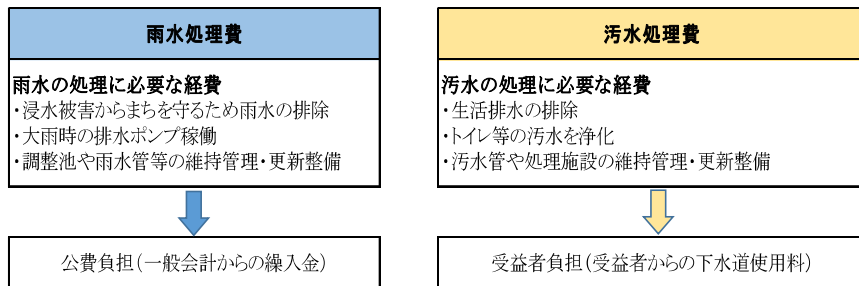 雨水処理費
雨水の処理に必要な経費
・浸水被害からまちを守るため雨水の排除
・大雨時の排水ポンプ稼働
・調整池や雨水管等の維持管理・更新整備
公費負担(一般会計からの繰入金)
汚水処理費
汚水の処理に必要な経費
・生活排水の排除
・トイレ等の汚水を浄化
・汚水管や処理施設の維持管理・更新整備
受益者負担(受益者からの下水道使用料)